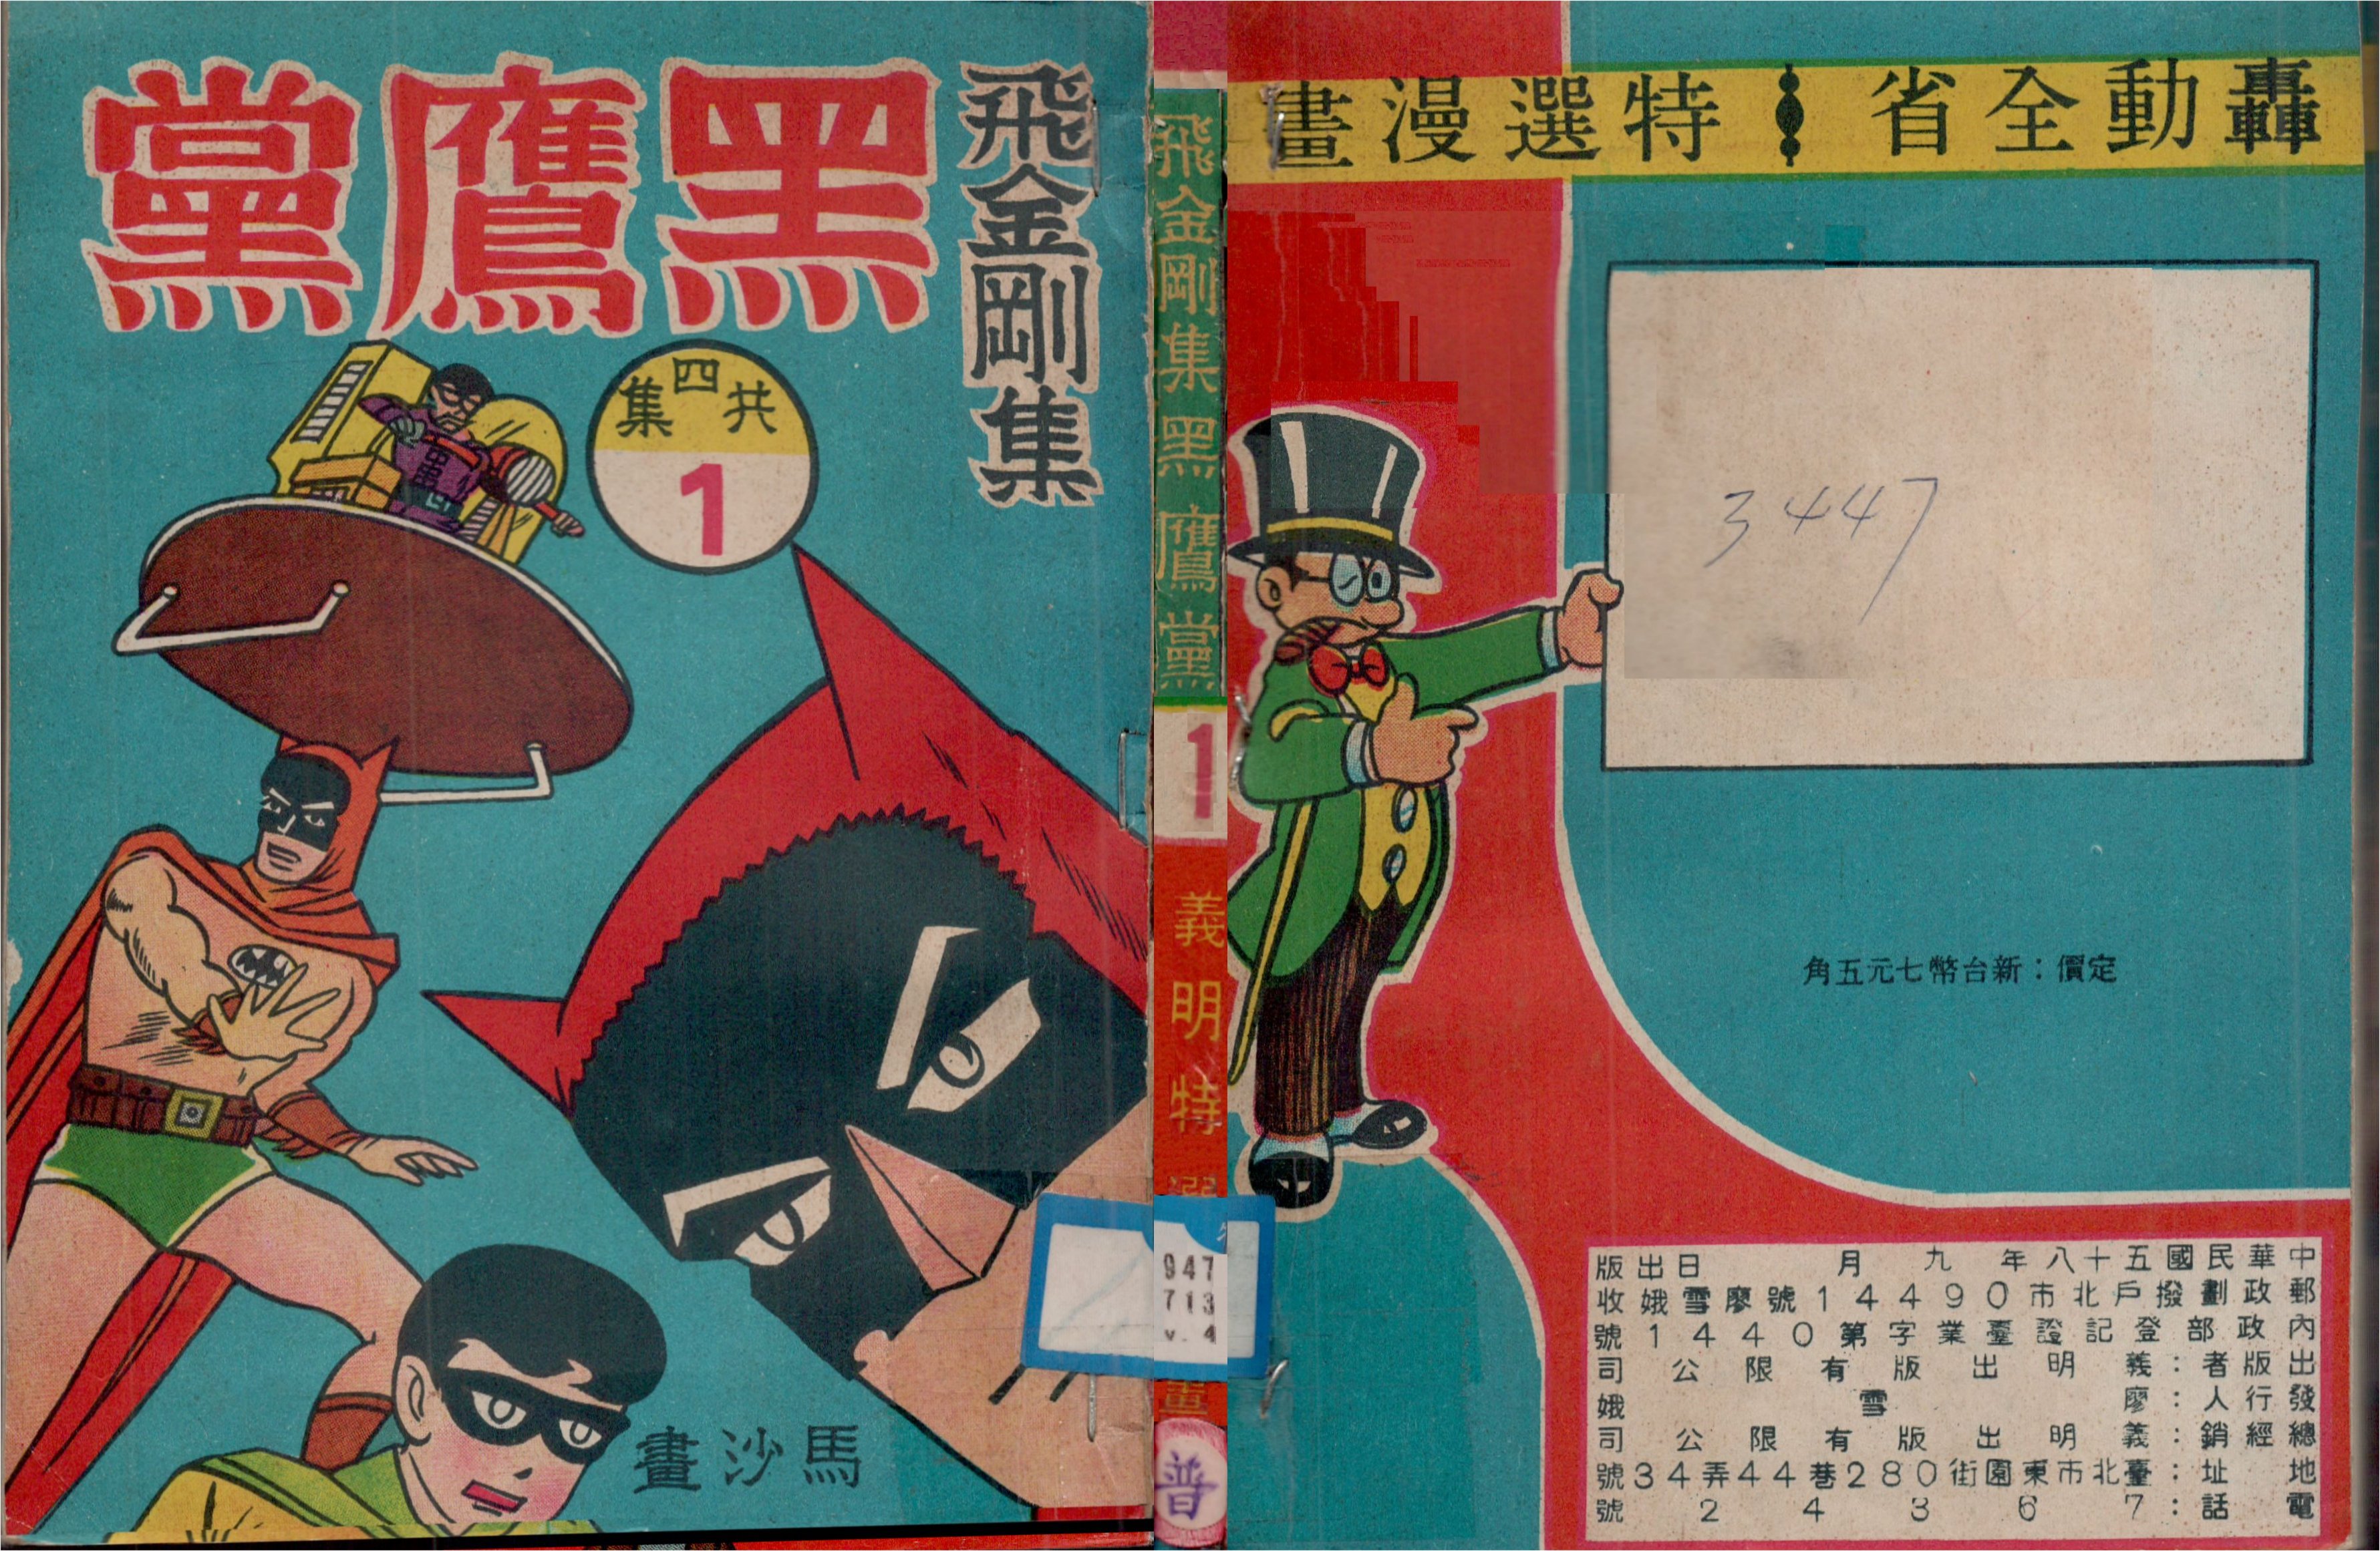 飛金剛集
黑鷹黨
共四集
1
馬沙畫
飛金剛集黑鷹黨
1
義明特選
畫
947
713
v. 4
普
轟動全省！特選漫畫
3447
定價：新台幣七元五角
中華民國五十八年 九 月 日出版
郵政劃撥戶北市09441號廖雪娥收
內政部登記證臺業字第0441號
出版者：義明出版有限公司
發行人：廖雪娥
總經銷：義明出版有限公司
地址：臺北市東園街082巷44弄43號
電話：76342號